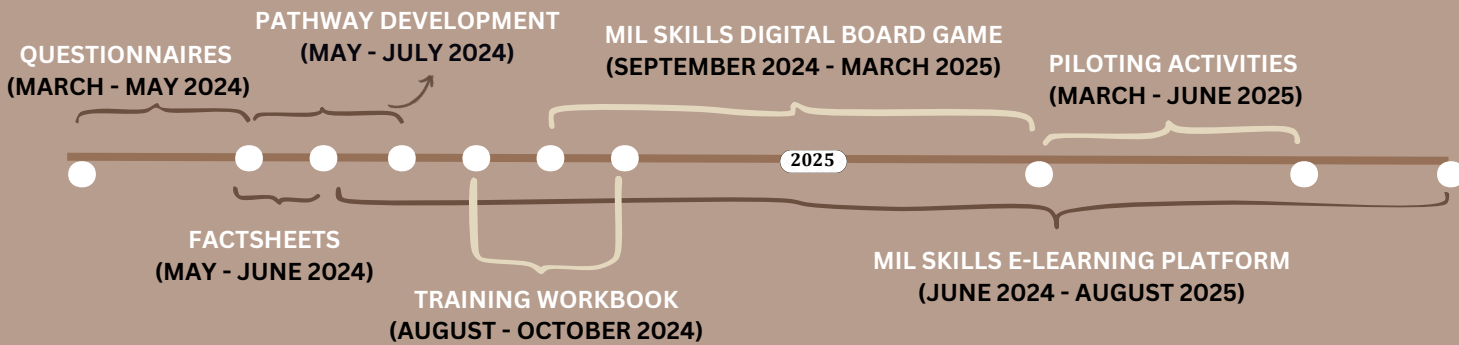 QUESTIONNAIRES
(MARCH - MAY 2024)
PATHWAY DEVELOPMENT
(MAY - JULY 2024)
MIL SKILLS DIGITAL BOARD GAME
(SEPTEMBER 2024 - MARCH 2025)
PILOTING ACTIVITIES
(MARCH - JUNE 2025)
2025
FACTSHEETS
(MAY - JUNE 2024)
TRAINING WORKBOOK
(AUGUST - OCTOBER 2024)
MIL SKILLS E-LEARNING PLATFORM
(JUNE 2024 - AUGUST 2025)